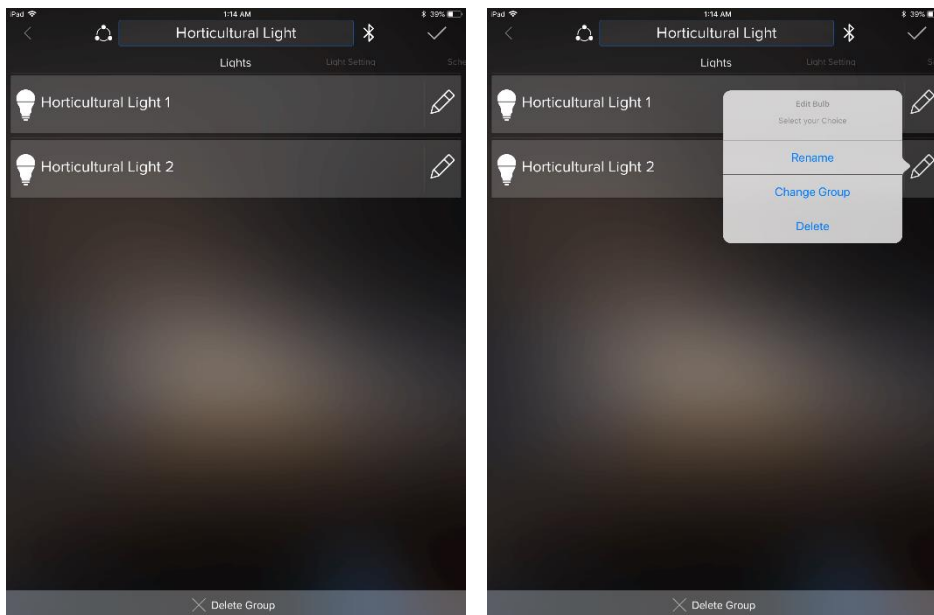 iPad 1:14 AM 39%
Horticultural Light
Lights Light Setting Sche
Horticultural Light 1
Horticultural Light 2
Delete Group
iPad 1:14 AM 39%
Horticultural Light
Lights Light Setting S
Horticultural Light 1
Edit Bulb
Select your Choice
Horticultural Light 2
Rename
Change Group
Delete
Delete Group